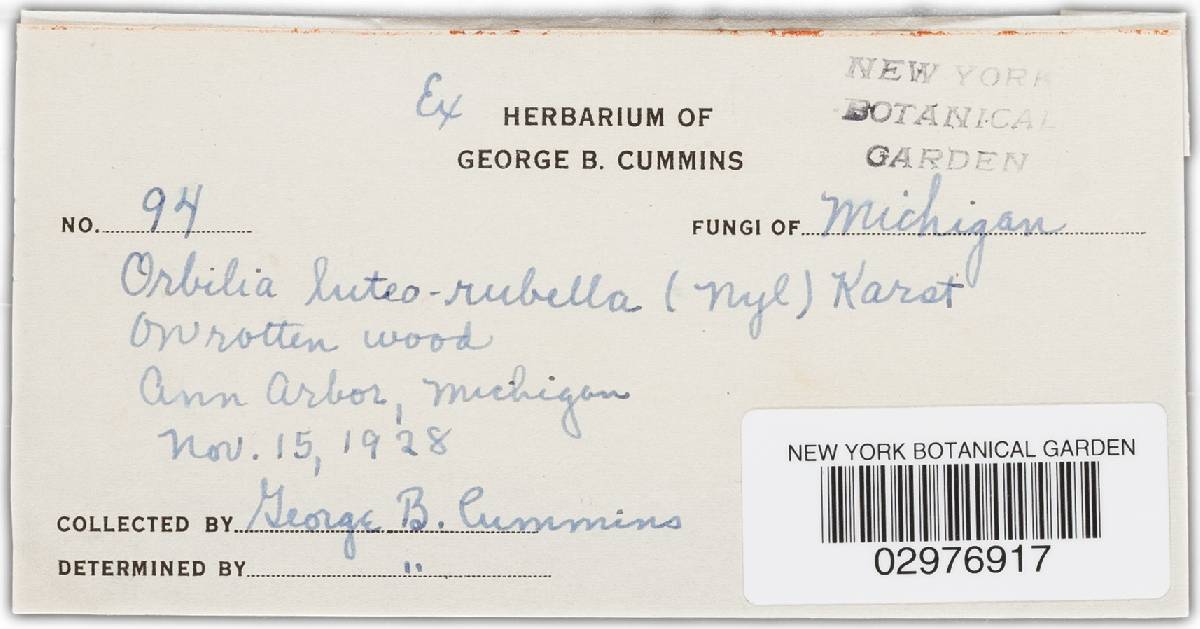 Ex HERBARIUM OF
GEORGE B. CUMMINS
NEW YORK
BOTANICAL
GARDEN
NO. 94
FUNGI OF Michigan
Orbilia luteo-rubella (Nyl) Karst
On rotten wood
Ann Arbor, Michigan
Nov. 15, 1928
COLLECTED BY George B. Cummins
DETERMINED BY "
NEW YORK BOTANICAL GARDEN
02976917